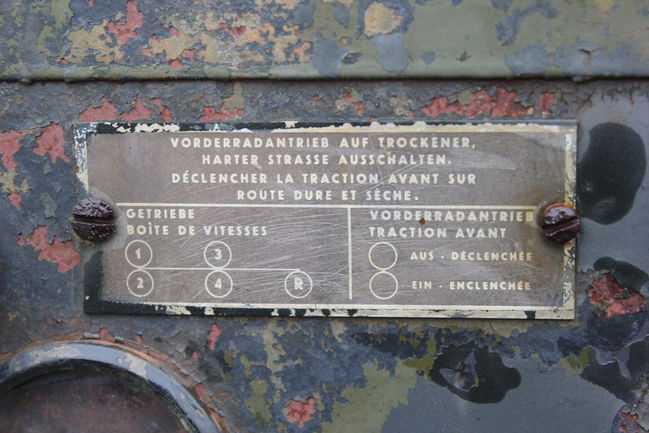 VORDERRADANTRIEB AUF TROCKENER,
HARTER STRASSE AUSSCHALTEN.
DÉCLENCHER LA TRACTION AVANT SUR
ROUTE DURE ET SÈCHE.
GETRIEBE
BOÎTE DE VITESSES
1 3
2 4 R
VORDERRADANTRIEB
TRACTION AVANT
AUS - DÉCLENCHÉE
EIN - ENCLENCHÉE